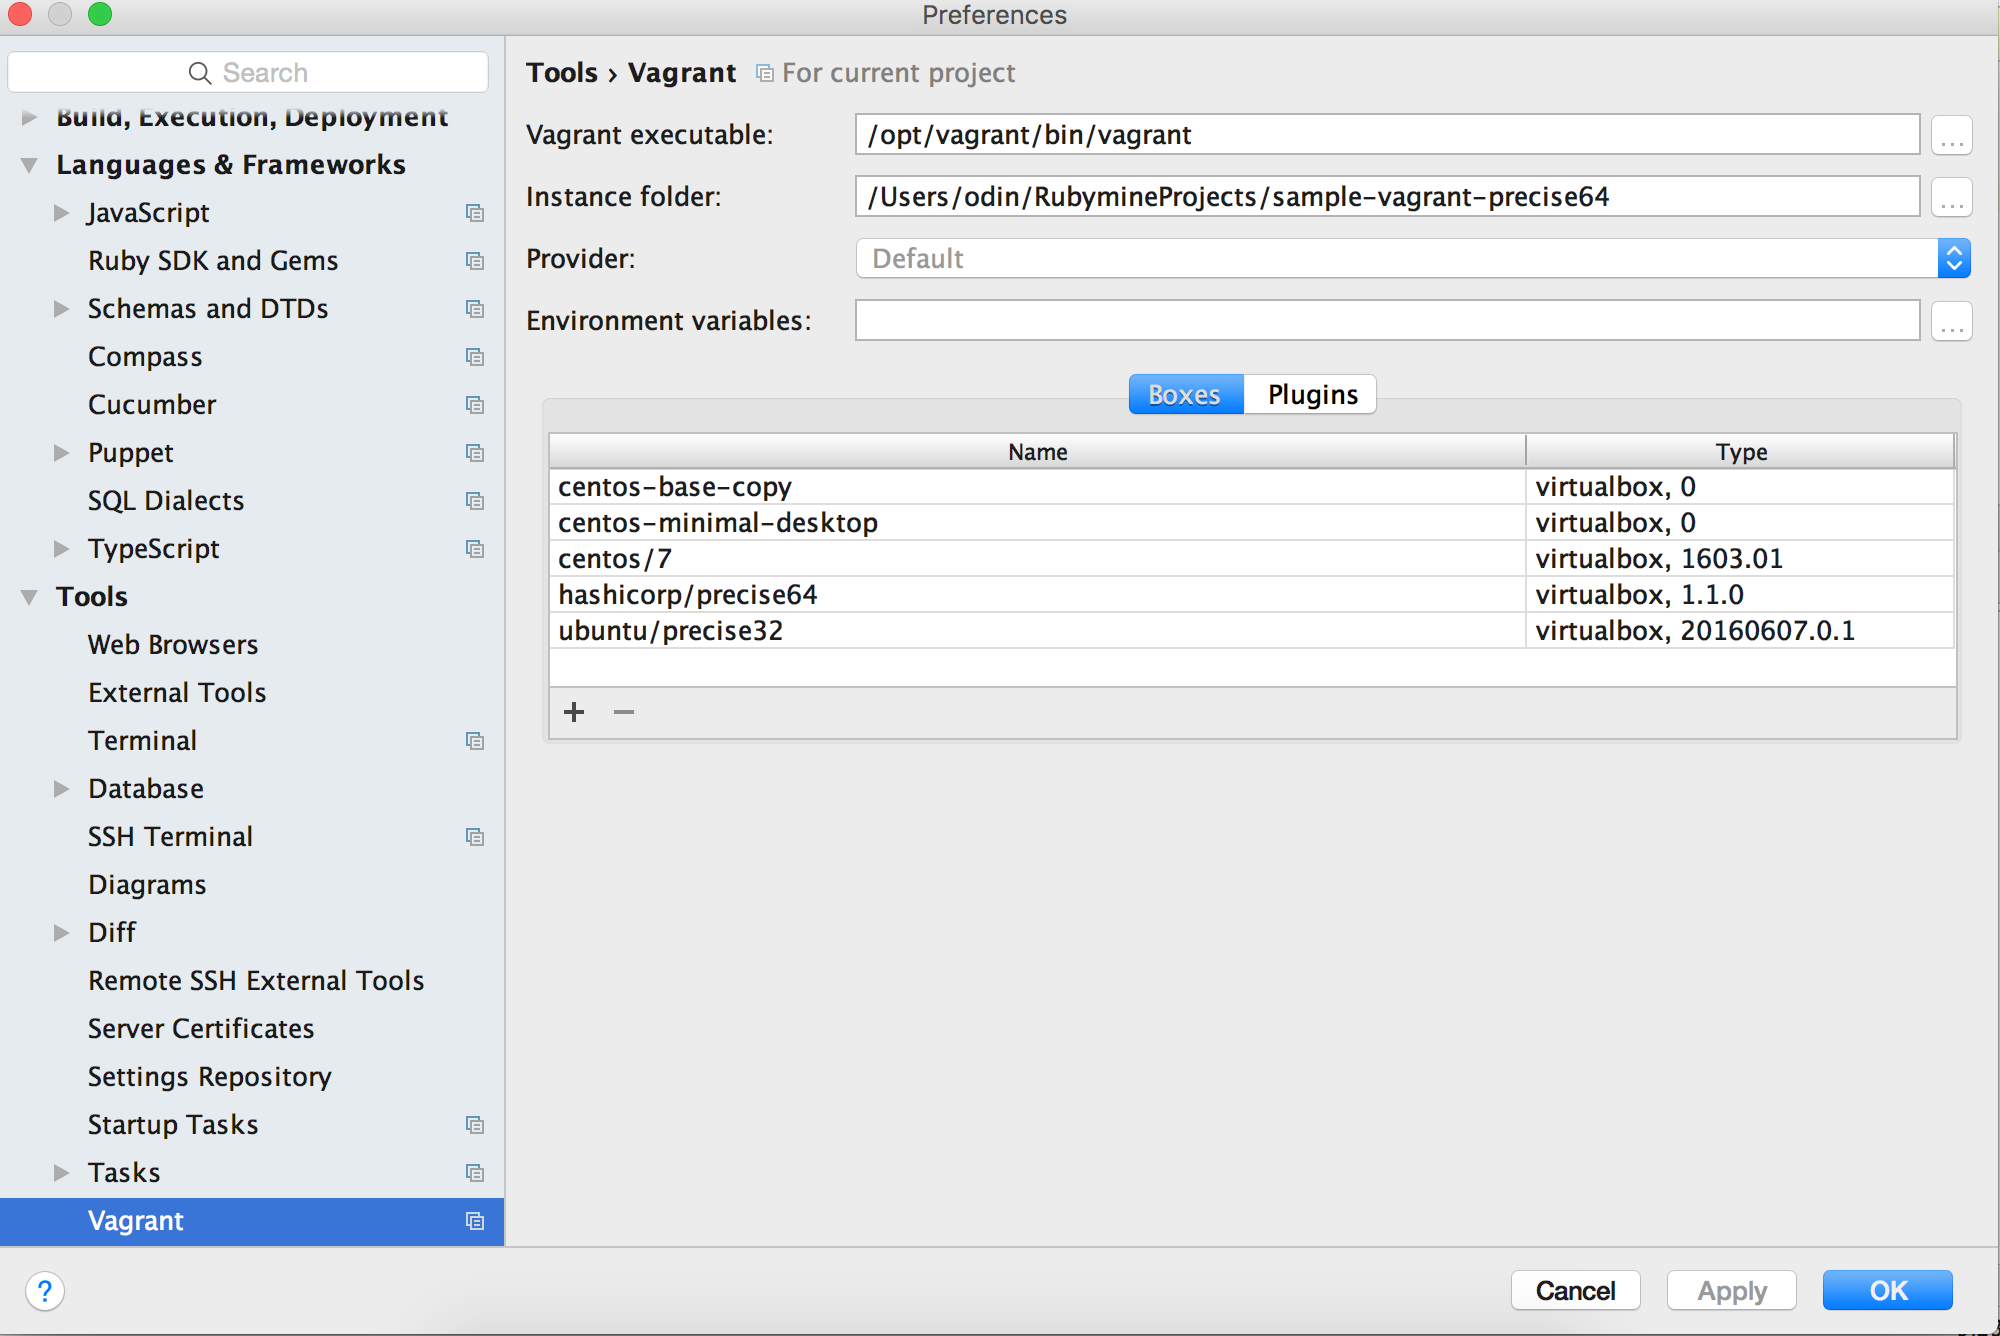 Preferences
Search
Build, Execution, Deployment
Languages & Frameworks
JavaScript
Ruby SDK and Gems
Schemas and DTDs
Compass
Cucumber
Puppet
SQL Dialects
TypeScript
Tools
Web Browsers
External Tools
Terminal
Database
SSH Terminal
Diagrams
Diff
Remote SSH External Tools
Server Certificates
Settings Repository
Startup Tasks
Tasks
Vagrant
Tools › Vagrant For current project
Vagrant executable: /opt/vagrant/bin/vagrant ...
Instance folder: /Users/odin/RubymineProjects/sample-vagrant-precise64 ...
Provider: Default
Environment variables: ...
Boxes Plugins
Name Type
centos-base-copy virtualbox, 0
centos-minimal-desktop virtualbox, 0
centos/7 virtualbox, 1603.01
hashicorp/precise64 virtualbox, 1.1.0
ubuntu/precise32 virtualbox, 20160607.0.1
+ −
? Cancel Apply OK